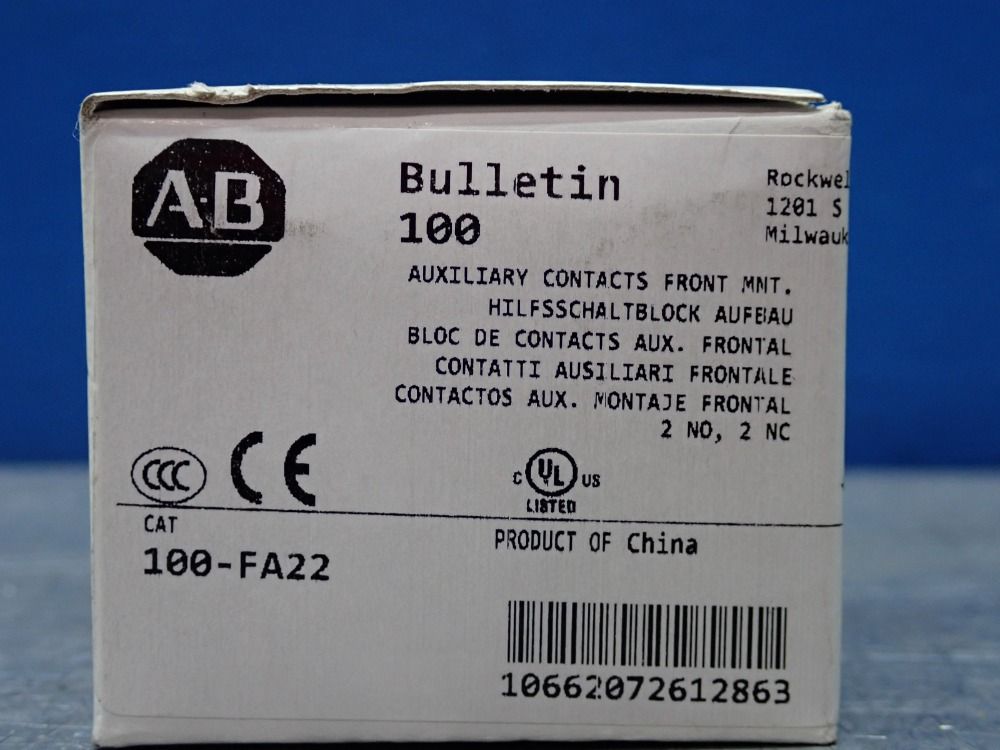 A-B
Bulletin
100
Rockwel
1201 S
Milwauk
AUXILIARY CONTACTS FRONT MNT.
HILFSSCHALTBLOCK AUFBAU
BLOC DE CONTACTS AUX. FRONTAL
CONTATTI AUSILIARI FRONTALE
CONTACTOS AUX. MONTAJE FRONTAL
2 NO, 2 NC
CCC CE
C UL US
LISTED
CAT
100-FA22
PRODUCT OF China
10662072612863